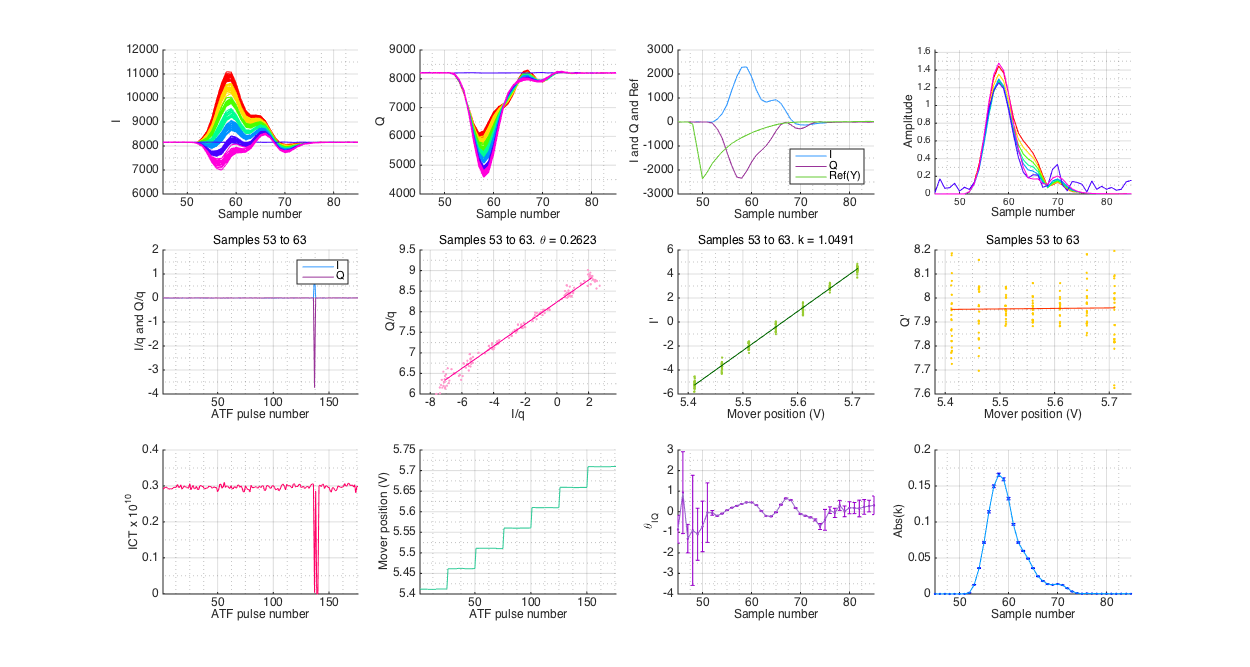 12000
11000
10000
9000
8000
7000
6000
I
50 60 70 80
Sample number
9000
8000
7000
6000
5000
4000
Q
50 60 70 80
Sample number
3000
2000
1000
0
-1000
-2000
-3000
I and Q and Ref
I
Q
Ref(Y)
50 60 70 80
Sample number
1.6
1.4
1.2
1
0.8
0.6
0.4
0.2
0
Amplitude
50 60 70 80
Sample number
Samples 53 to 63
2
1
0
-1
-2
-3
-4
I/q and Q/q
I
Q
50 100 150
ATF pulse number
Samples 53 to 63. θ = 0.2623
9.5
9
8.5
8
7.5
7
6.5
6
Q/q
-8 -6 -4 -2 0 2
I/q
Samples 53 to 63. k = 1.0491
6
4
2
0
-2
-4
-6
I'
5.4 5.5 5.6 5.7
Mover position (V)
Samples 53 to 63
8.2
8.1
8
7.9
7.8
7.7
7.6
Q'
5.4 5.5 5.6 5.7
Mover position (V)
0.4
0.3
0.2
0.1
0
ICT x 10^10
50 100 150
ATF pulse number
5.75
5.7
5.65
5.6
5.55
5.5
5.45
5.4
Mover position (V)
50 100 150
ATF pulse number
3
2
1
0
-1
-2
-3
-4
θIQ
50 60 70 80
Sample number
0.2
0.15
0.1
0.05
0
Abs(k)
50 60 70 80
Sample number